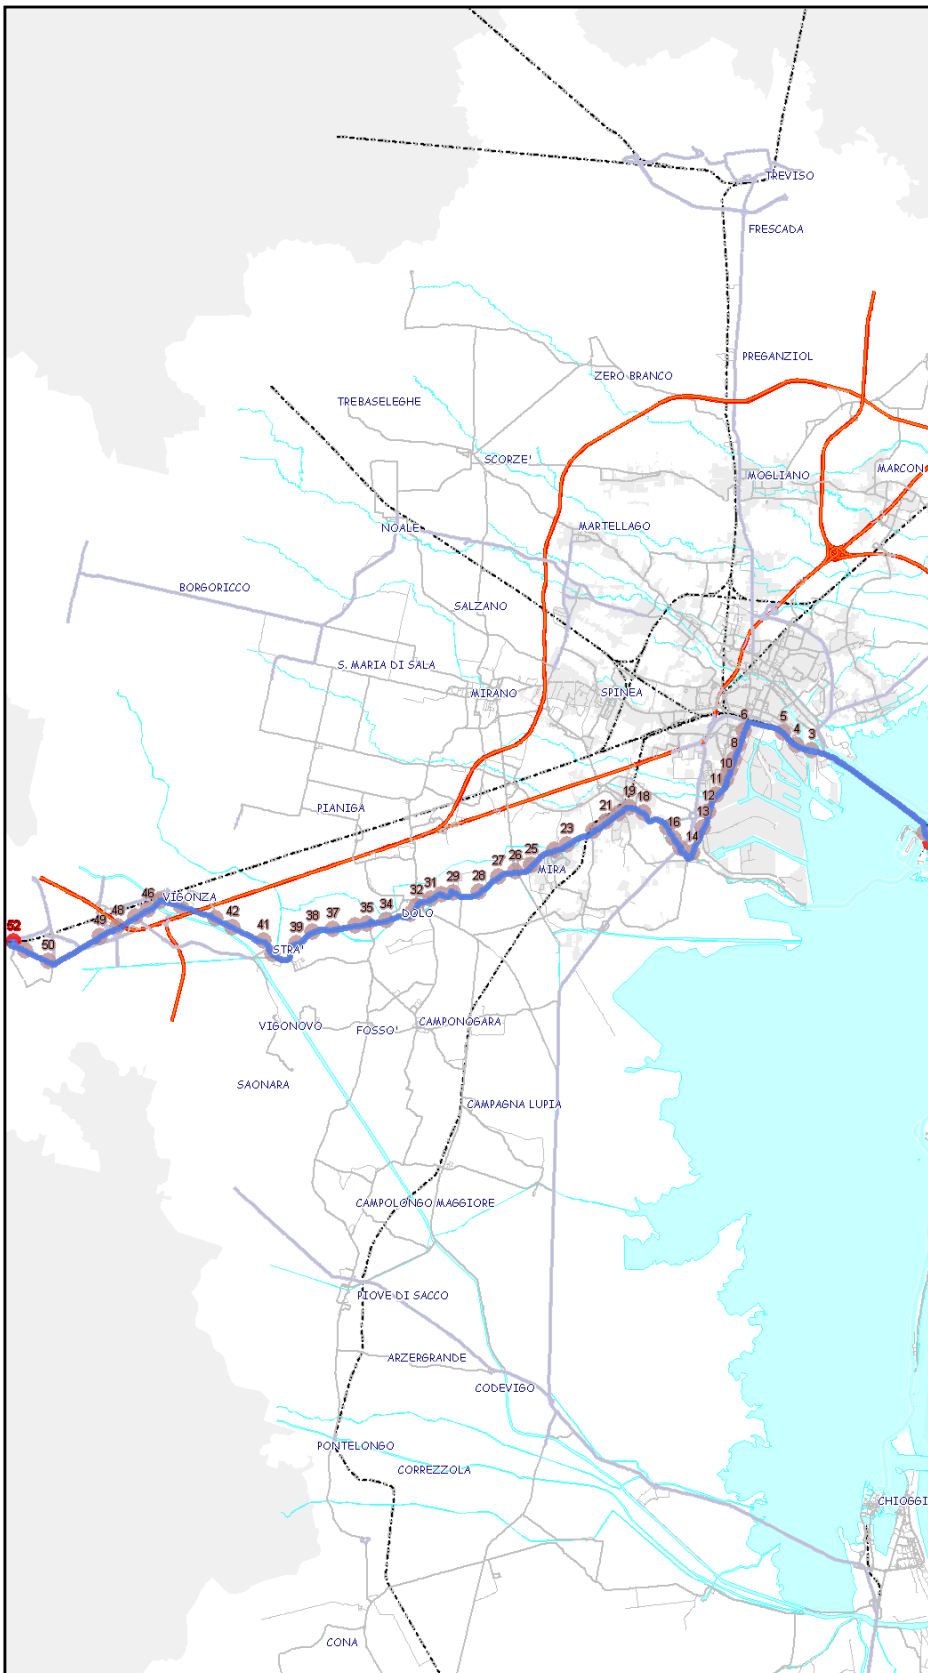 TREVISO
FRESCADA
PREGANZIOL
ZERO BRANCO
TREBASELEGHE
SCORZE'
MOGLIANO
MARCON
MARTELLAGO
NOALE
BORGORICCO
SALZANO
S. MARIA DI SALA
MIRANO
SPINEA
6
5
4
3
8
10
11
12
13
14
16
18
19
21
23
PIANIGA
25
26
27
28
29
31
32
34
35
37
38
39
41
42
46
48
49
50
52
MIRA
VIGONZA
DOLO
STRA'
VIGONOVO
FOSSO'
CAMPONOGARA
SAONARA
CAMPAGNA LUPIA
CAMPOLONGO MAGGIORE
PIOVE DI SACCO
ARZERGRANDE
CODEVIGO
PONTELONGO
CORREZZOLA
CHIOGGI
CONA